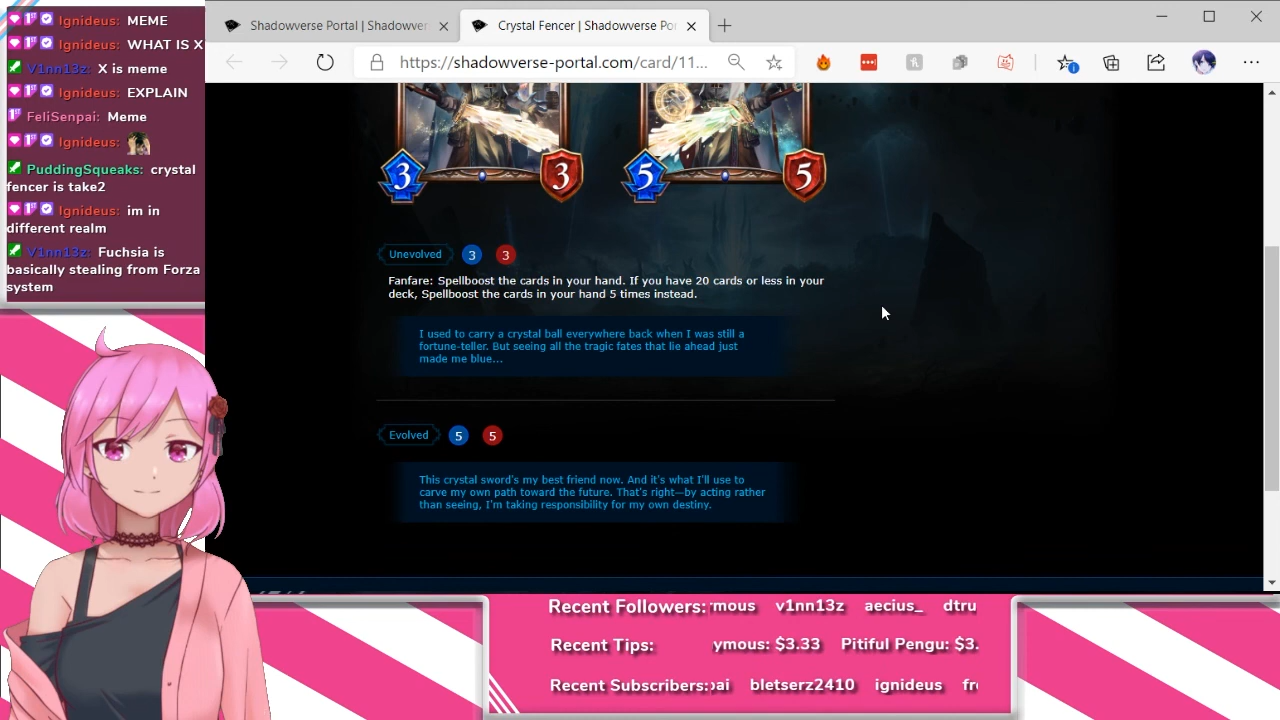 Ignideus: MEME
Ignideus: WHAT IS X
V1nn13z: X is meme
Ignideus: EXPLAIN
FeliSenpai: Meme
Ignideus:
PuddingSqueaks: crystal
fencer is take2
Ignideus: im in
different realm
V1nn13z: Fuchsia is
basically stealing from Forza
system
Shadowverse Portal | Shadowver
Crystal Fencer | Shadowverse Por
https://shadowverse-portal.com/card/11...
3 3 5 5
Unevolved 3 3
Fanfare: Spellboost the cards in your hand. If you have 20 cards or less in your
deck, Spellboost the cards in your hand 5 times instead.
I used to carry a crystal ball everywhere back when I was still a
fortune-teller. But seeing all the tragic fates that lie ahead just
made me blue...
Evolved 5 5
This crystal sword's my best friend now. And it's what I'll use to
carve my own path toward the future. That's right—by acting rather
than seeing, I'm taking responsibility for my own destiny.
Recent Followers: mous v1nn13z aecius_ dtru
Recent Tips: ymous: $3.33 Pitiful Pengu: $3.
Recent Subscribers: pai bletserz2410 ignideus fr